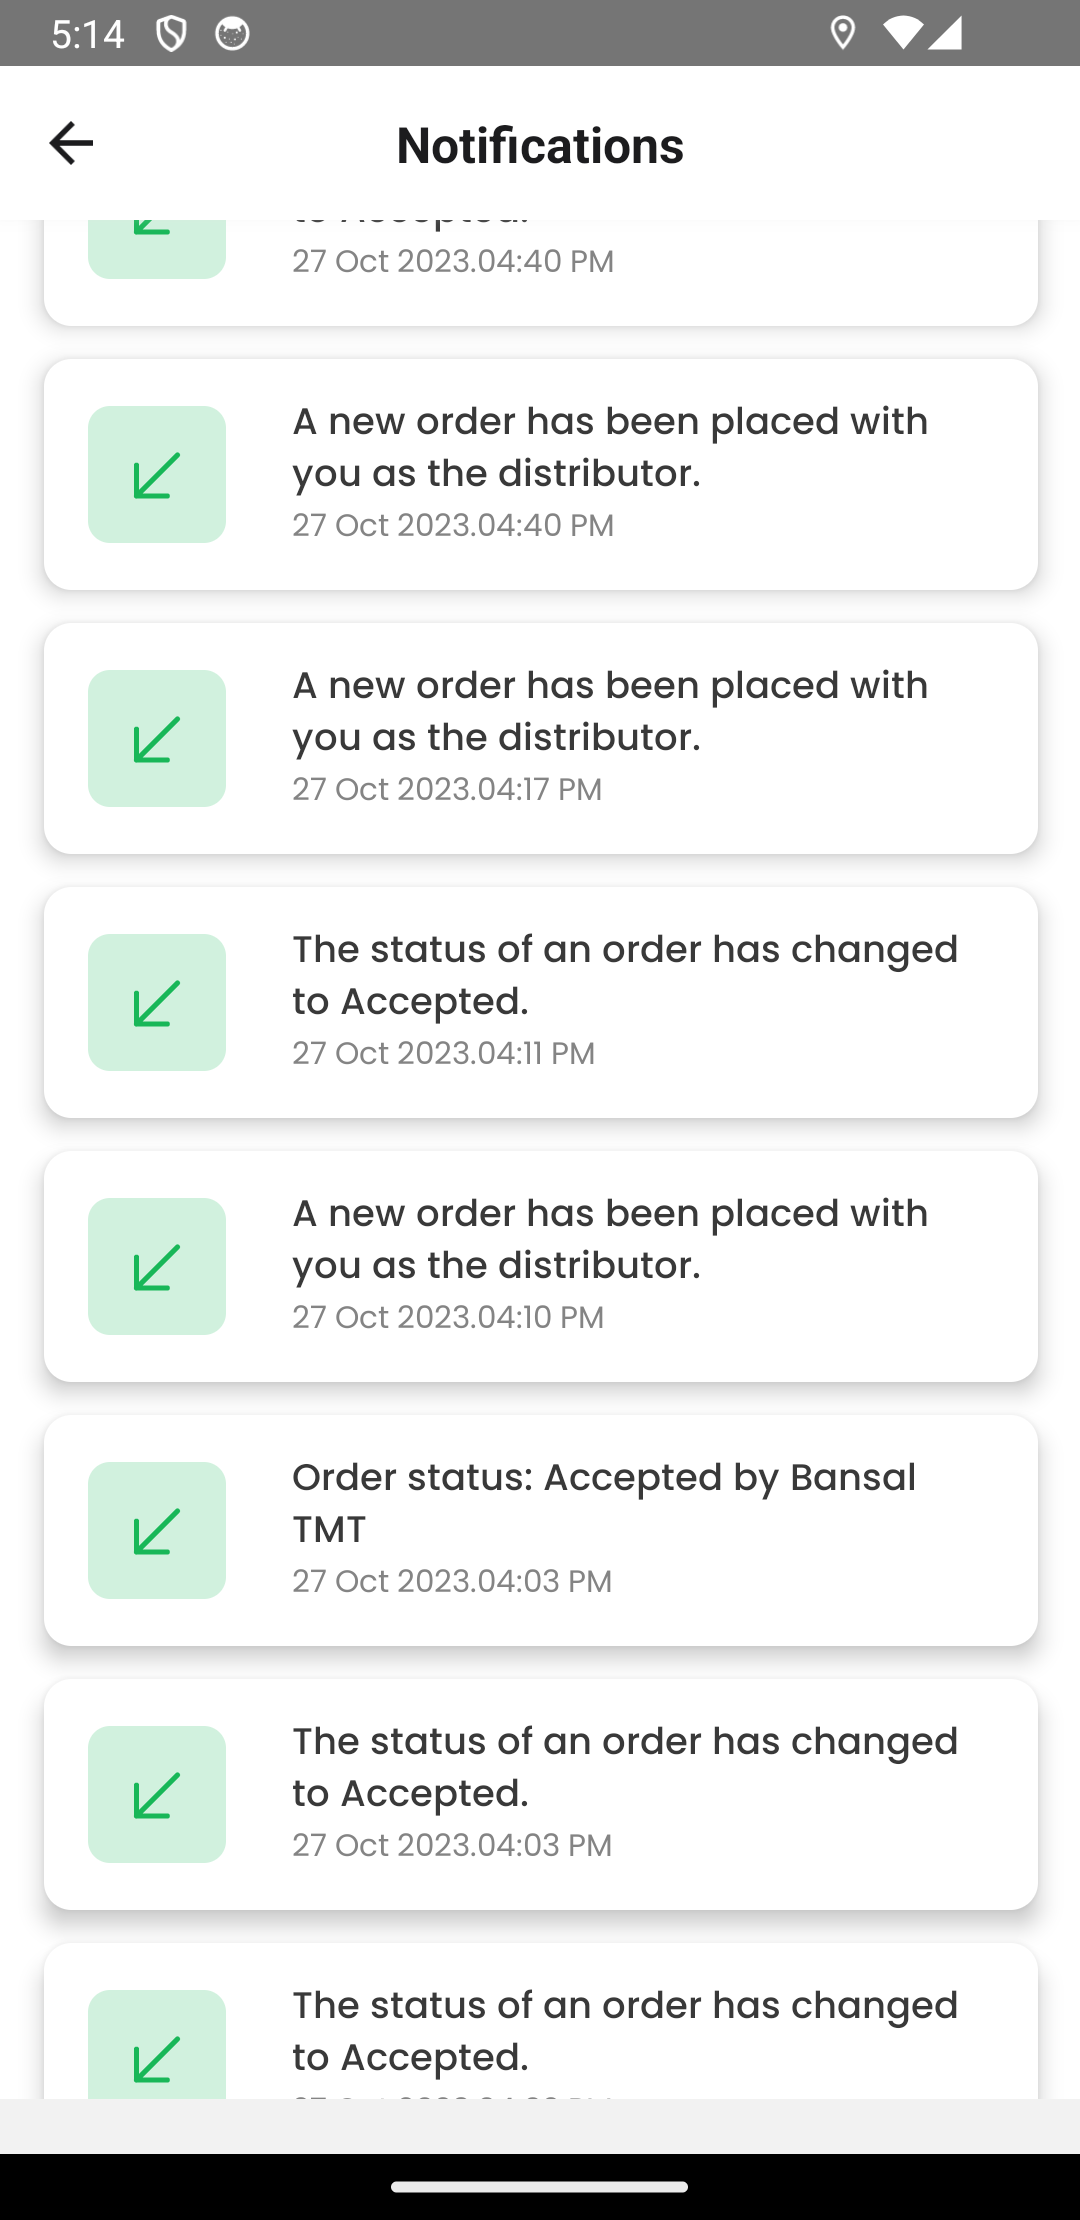 5:14
Notifications
to Accepted.
27 Oct 2023.04:40 PM
A new order has been placed with
you as the distributor.
27 Oct 2023.04:40 PM
A new order has been placed with
you as the distributor.
27 Oct 2023.04:17 PM
The status of an order has changed
to Accepted.
27 Oct 2023.04:11 PM
A new order has been placed with
you as the distributor.
27 Oct 2023.04:10 PM
Order status: Accepted by Bansal
TMT
27 Oct 2023.04:03 PM
The status of an order has changed
to Accepted.
27 Oct 2023.04:03 PM
The status of an order has changed
to Accepted.